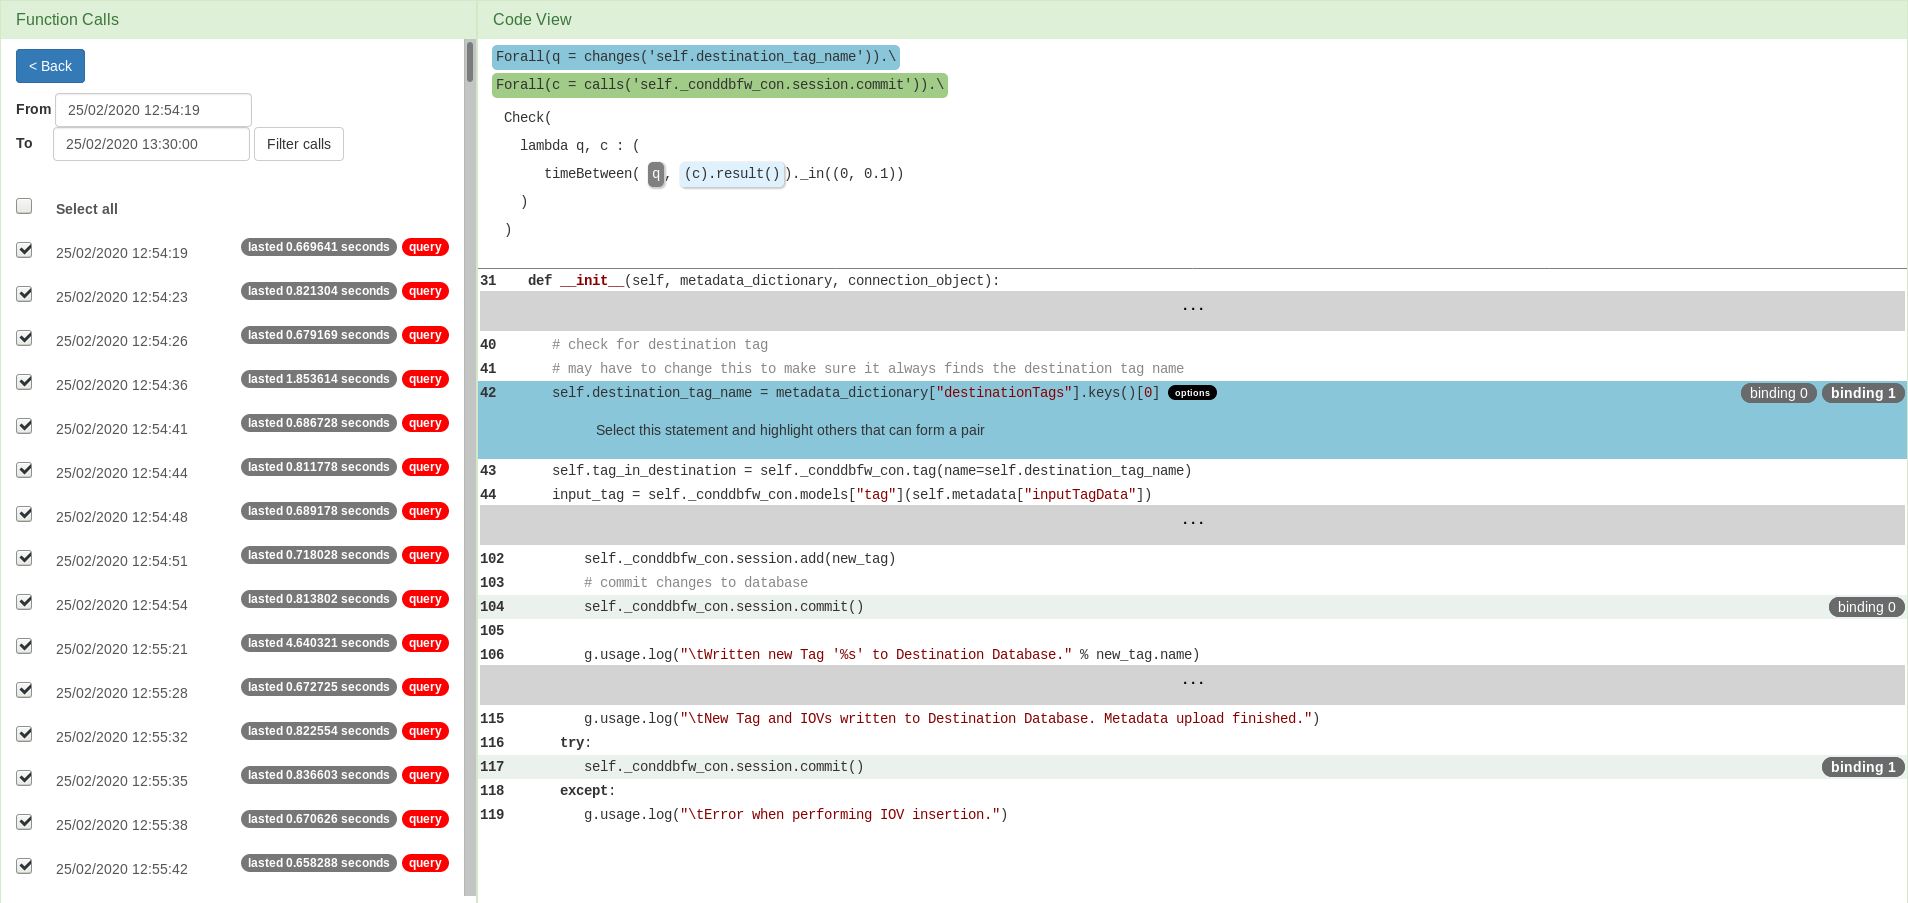 Function Calls
< Back
From 25/02/2020 12:54:19
To 25/02/2020 13:30:00 Filter calls
Select all
25/02/2020 12:54:19 lasted 0.669641 seconds query
25/02/2020 12:54:23 lasted 0.821304 seconds query
25/02/2020 12:54:26 lasted 0.679169 seconds query
25/02/2020 12:54:36 lasted 1.853614 seconds query
25/02/2020 12:54:41 lasted 0.686728 seconds query
25/02/2020 12:54:44 lasted 0.811778 seconds query
25/02/2020 12:54:48 lasted 0.689178 seconds query
25/02/2020 12:54:51 lasted 0.718028 seconds query
25/02/2020 12:54:54 lasted 0.813802 seconds query
25/02/2020 12:55:21 lasted 4.640321 seconds query
25/02/2020 12:55:28 lasted 0.672725 seconds query
25/02/2020 12:55:32 lasted 0.822554 seconds query
25/02/2020 12:55:35 lasted 0.836603 seconds query
25/02/2020 12:55:38 lasted 0.670626 seconds query
25/02/2020 12:55:42 lasted 0.658288 seconds query
Code View
Forall(q = changes('self.destination_tag_name')).\
Forall(c = calls('self._conddbfw_con.session.commit')).\
Check(
lambda q, c : (
timeBetween( q, (c).result() )._in((0, 0.1))
)
)
31 def __init__(self, metadata_dictionary, connection_object):
...
40 # check for destination tag
41 # may have to change this to make sure it always finds the destination tag name
42 self.destination_tag_name = metadata_dictionary["destinationTags"].keys()[0] options binding 0 binding 1
Select this statement and highlight others that can form a pair
43 self.tag_in_destination = self._conddbfw_con.tag(name=self.destination_tag_name)
44 input_tag = self._conddbfw_con.models["tag"](self.metadata["inputTagData"])
...
102 self._conddbfw_con.session.add(new_tag)
103 # commit changes to database
104 self._conddbfw_con.session.commit() binding 0
105
106 g.usage.log("\tWritten new Tag '%s' to Destination Database." % new_tag.name)
...
115 g.usage.log("\tNew Tag and IOVs written to Destination Database. Metadata upload finished.")
116 try:
117 self._conddbfw_con.session.commit() binding 1
118 except:
119 g.usage.log("\tError when performing IOV insertion.")